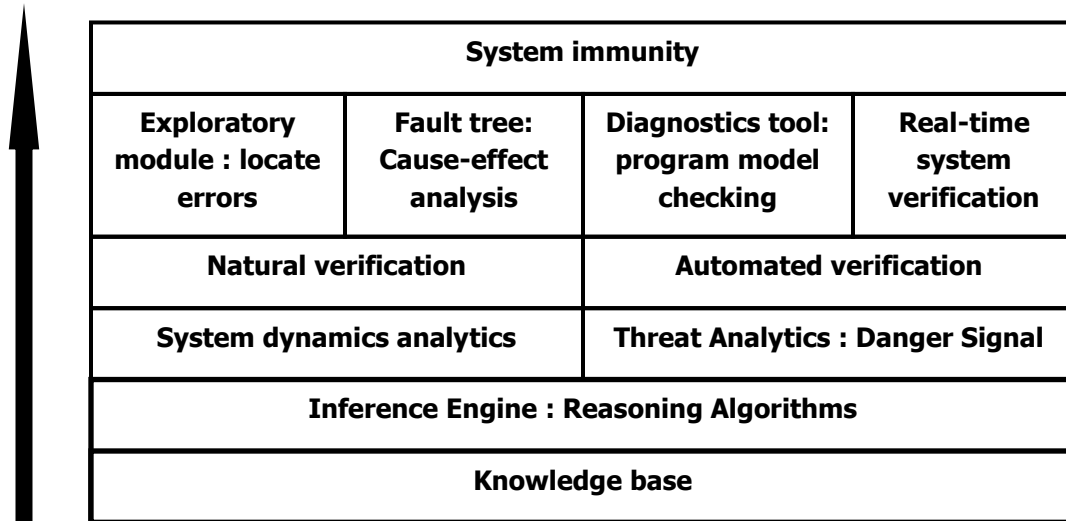 System immunity
Exploratory
module : locate
errors
Fault tree:
Cause-effect
analysis
Diagnostics tool:
program model
checking
Real-time
system
verification
Natural verification
Automated verification
System dynamics analytics
Threat Analytics : Danger Signal
Inference Engine : Reasoning Algorithms
Knowledge base